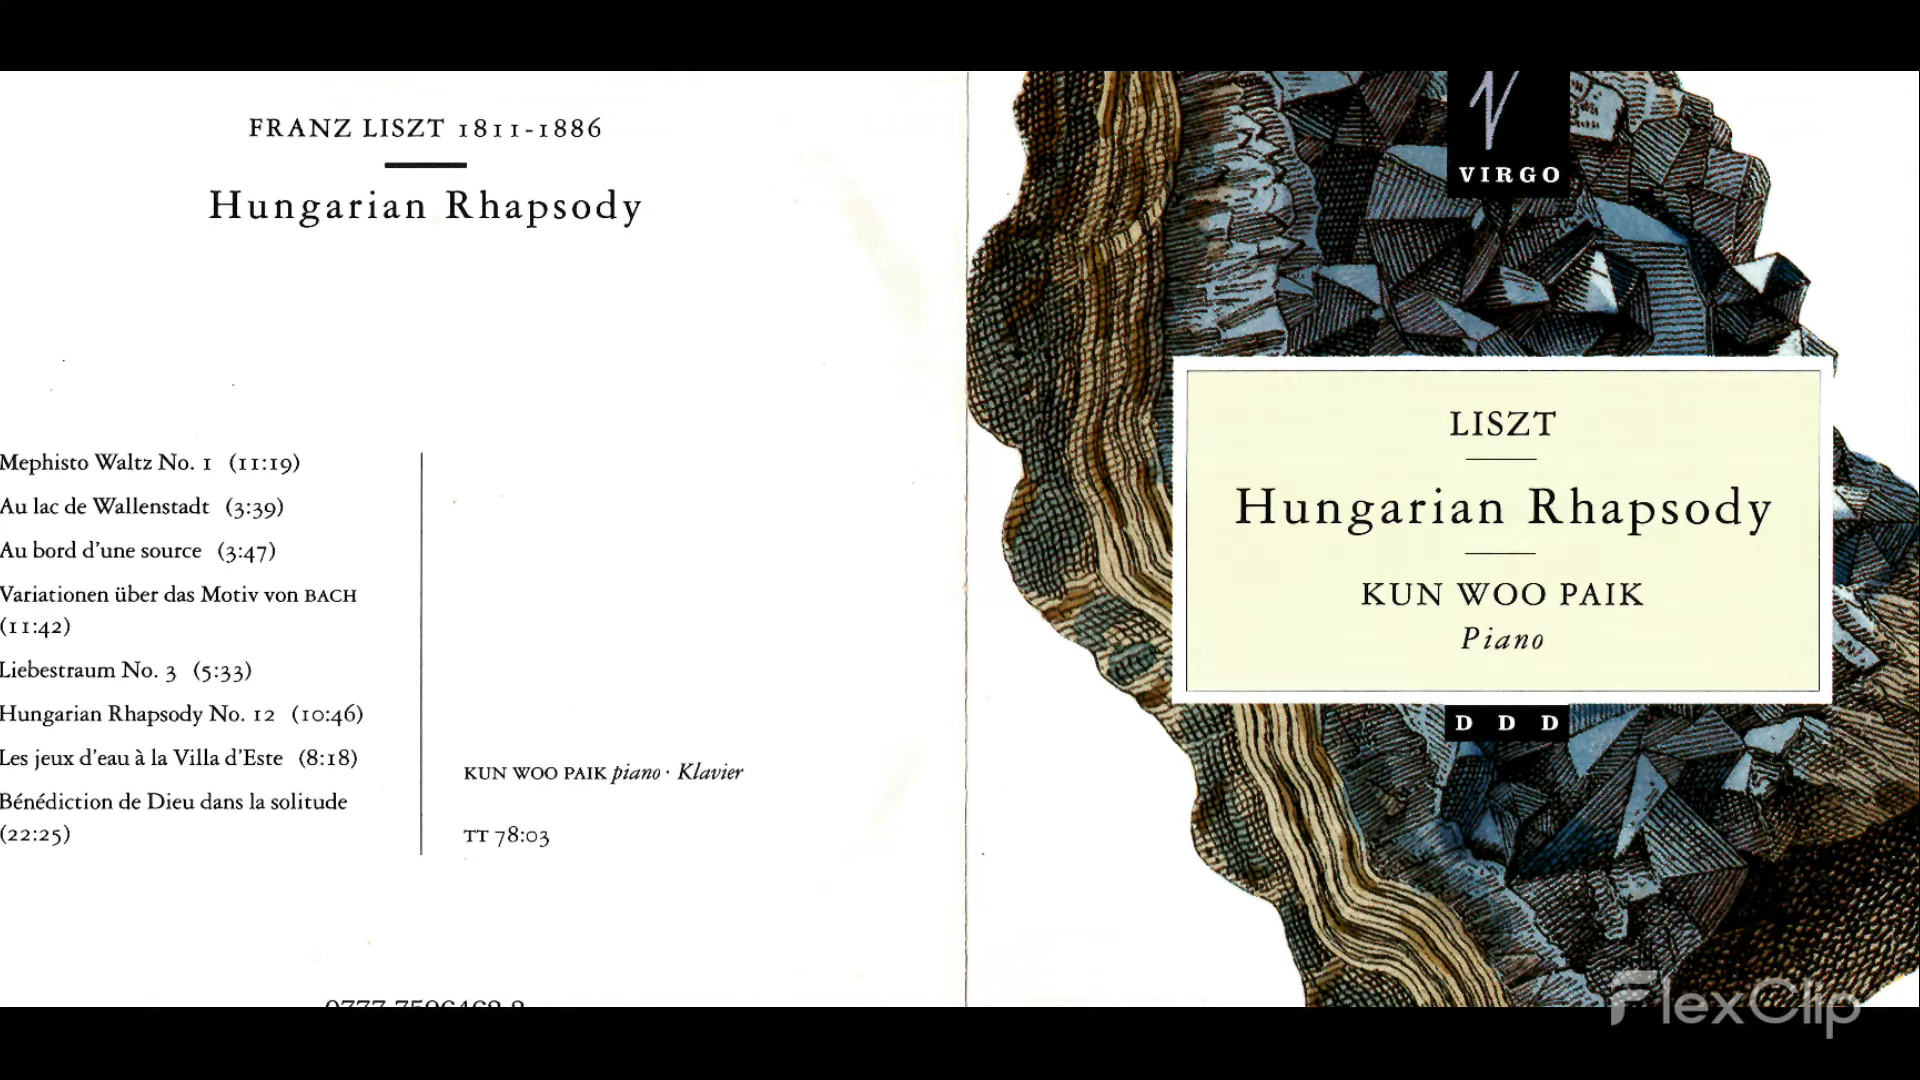 FRANZ LISZT 1811-1886
Hungarian Rhapsody
Mephisto Waltz No. 1 (11:19)
Au lac de Wallenstadt (3:39)
Au bord d'une source (3:47)
Variationen über das Motiv von BACH
(11:42)
Liebestraum No. 3 (5:33)
Hungarian Rhapsody No. 12 (10:46)
Les jeux d'eau à la Villa d'Este (8:18)
Bénédiction de Dieu dans la solitude
(22:25)
KUN WOO PAIK piano · Klavier
TT 78:03
V
VIRGO
LISZT
Hungarian Rhapsody
KUN WOO PAIK
Piano
D D D
FlexClip